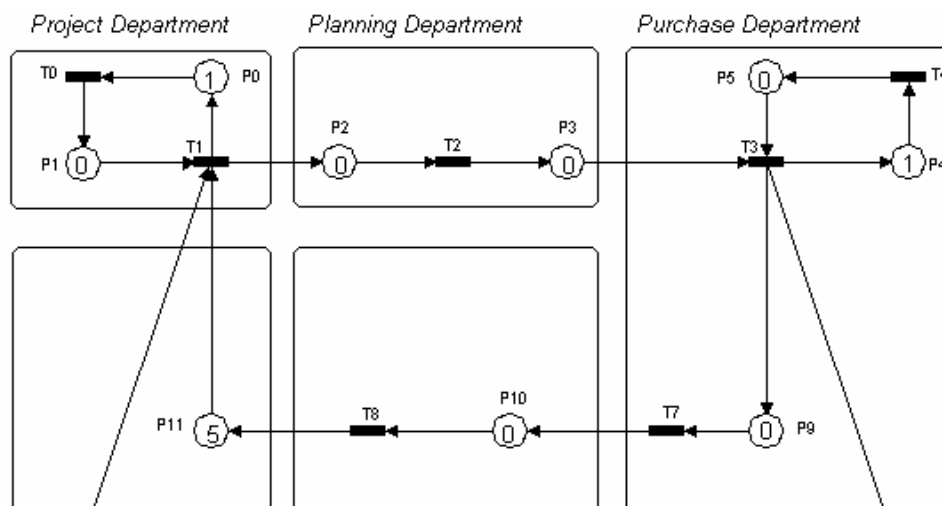 Project Department
Planning Department
Purchase Department
T0
1
P0
P5
0
P1
0
T1
P2
0
T2
P3
0
T3
1
P11
5
T8
P10
0
T7
0
P9